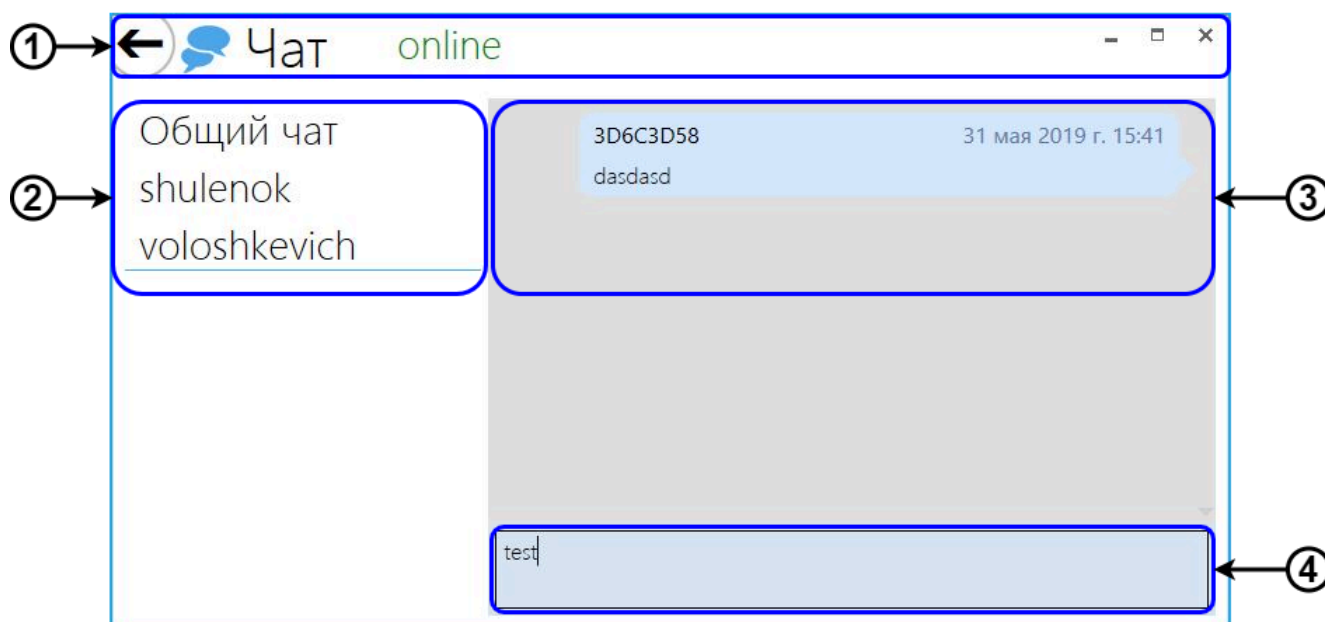 ① Чат online
② Общий чат
shulenok
voloshkevich
3D6C3D58 31 мая 2019 г. 15:41
dasdasd
③
test
④